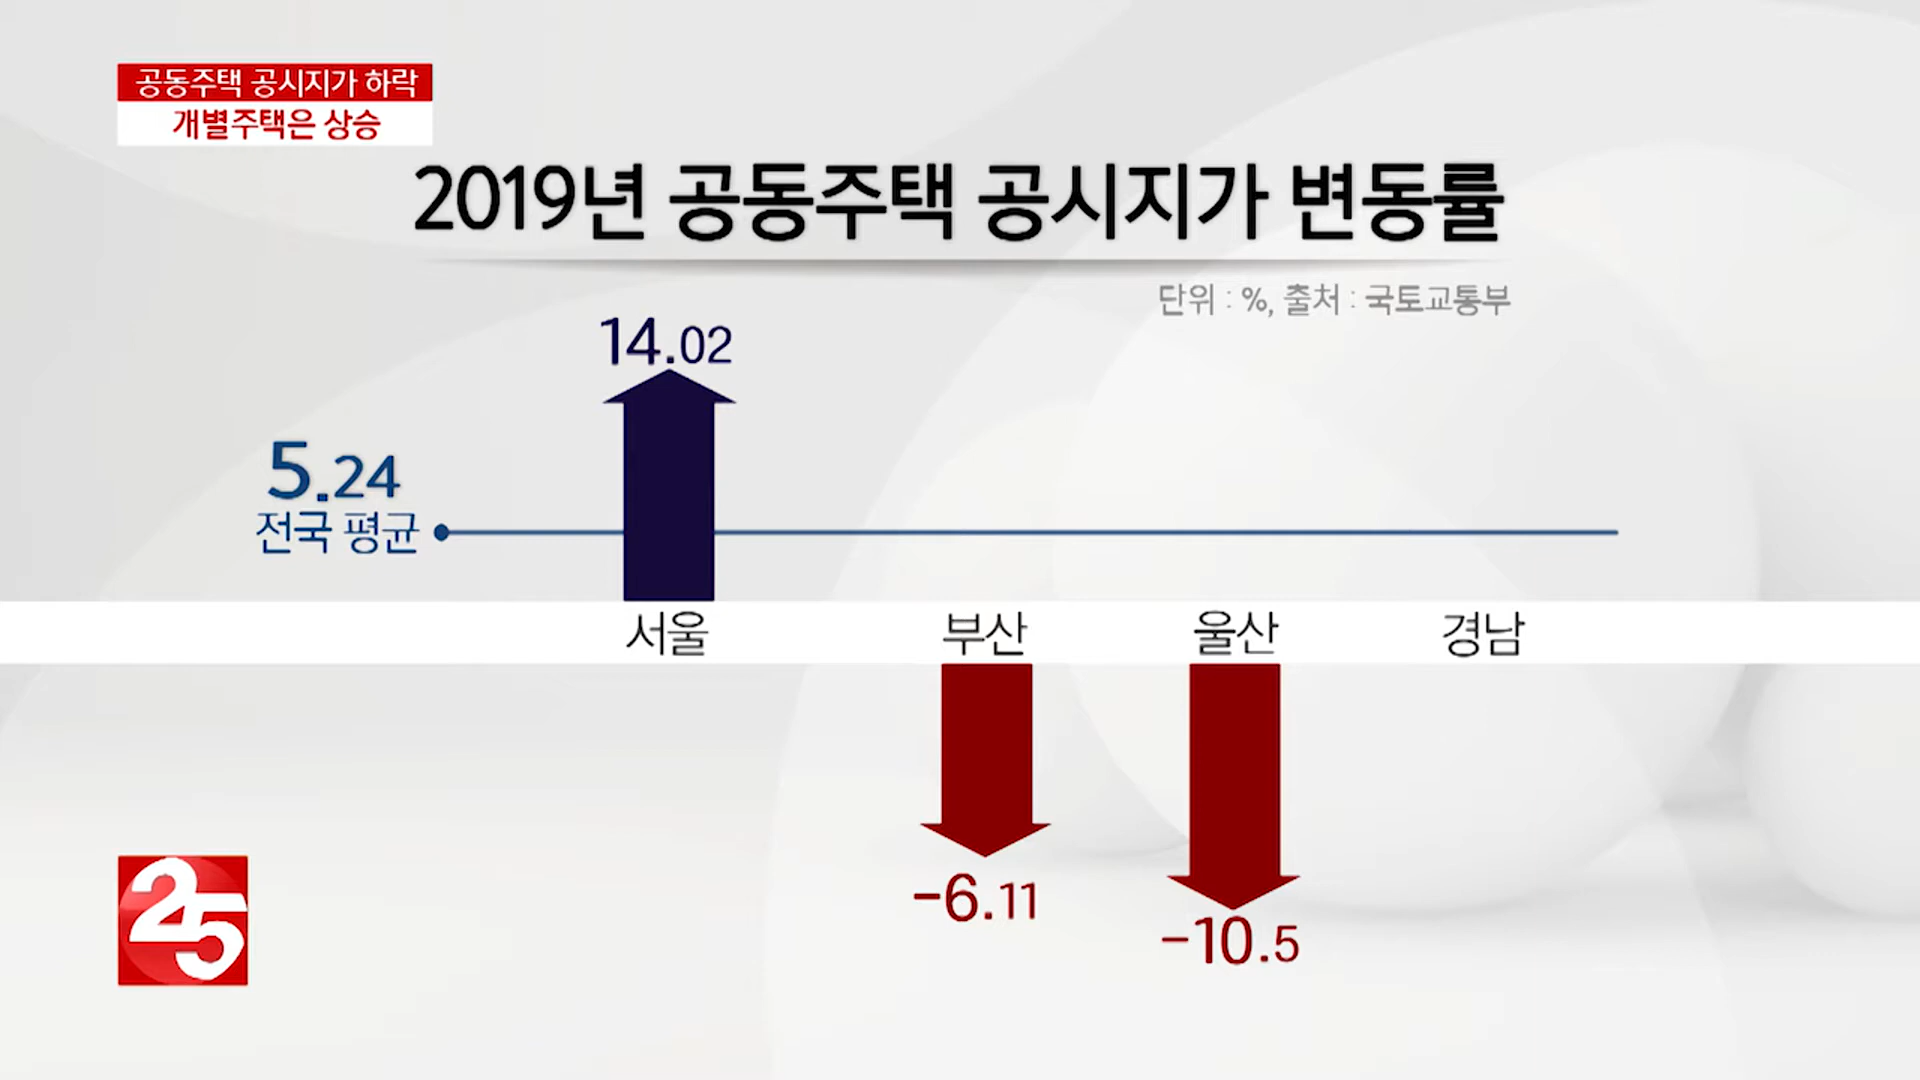 공동주택 공시지가 하락
개별주택은 상승
2019년 공동주택 공시지가 변동률
단위 : %, 출처 : 국토교통부
14.02
5.24
전국 평균
서울 부산 울산 경남
-6.11
-10.5
25